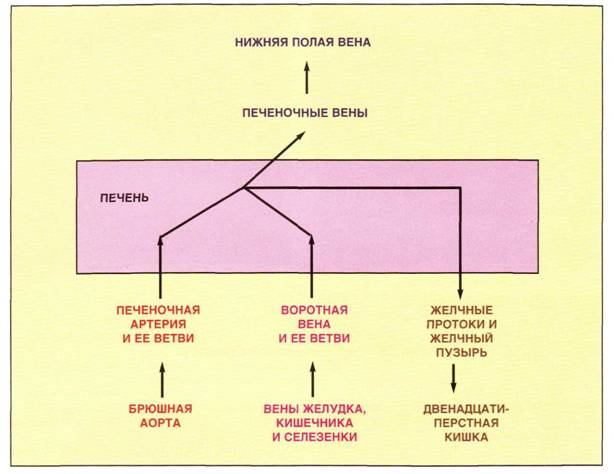 НИЖНЯЯ ПОЛАЯ ВЕНА
ПЕЧЕНОЧНЫЕ ВЕНЫ
ПЕЧЕНЬ
ПЕЧЕНОЧНАЯ
АРТЕРИЯ
И ЕЕ ВЕТВИ
ВОРОТНАЯ
ВЕНА
И ЕЕ ВЕТВИ
ЖЕЛЧНЫЕ
ПРОТОКИ И
ЖЕЛЧНЫЙ
ПУЗЫРЬ
БРЮШНАЯ
АОРТА
ВЕНЫ ЖЕЛУДКА,
КИШЕЧНИКА
И СЕЛЕЗЕНКИ
ДВЕНАДЦАТИ-
ПЕРСТНАЯ
КИШКА